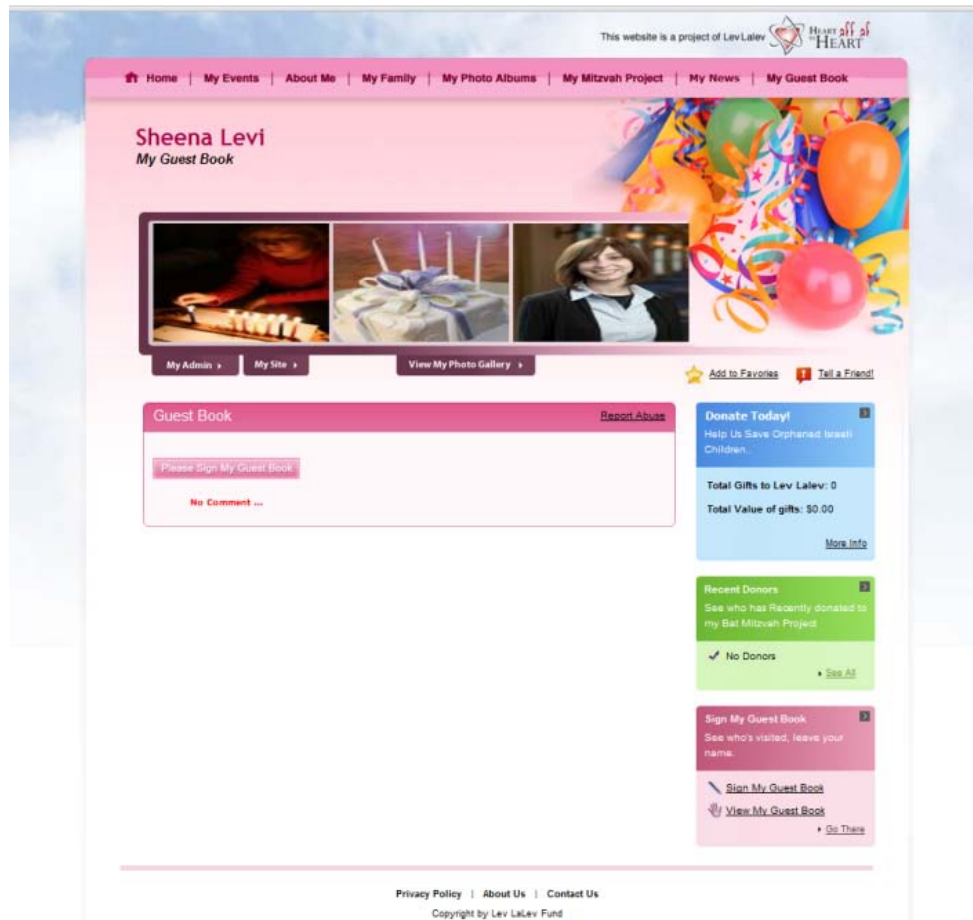 This website is a project of Lev Lalev
HEART TO HEART
Home | My Events | About Me | My Family | My Photo Albums | My Mitzvah Project | My News | My Guest Book
Sheena Levi
My Guest Book
My Admin
My Site
View My Photo Gallery
Add to Favories
Tell a Friend!
Guest Book
Report Abuse
Please Sign My Guest Book
No Comment ...
Donate Today!
Help Us Save Orphaned Israeli
Children..
Total Gifts to Lev Lalev: 0
Total Value of gifts: $0.00
More Info
Recent Donors
See who has Recently donated to
my Bat Mitzvah Project
No Donors
See All
Sign My Guest Book
See who's visited, leave your
name.
Sign My Guest Book
View My Guest Book
Go There
Privacy Policy | About Us | Contact Us
Copyright by Lev LaLev Fund